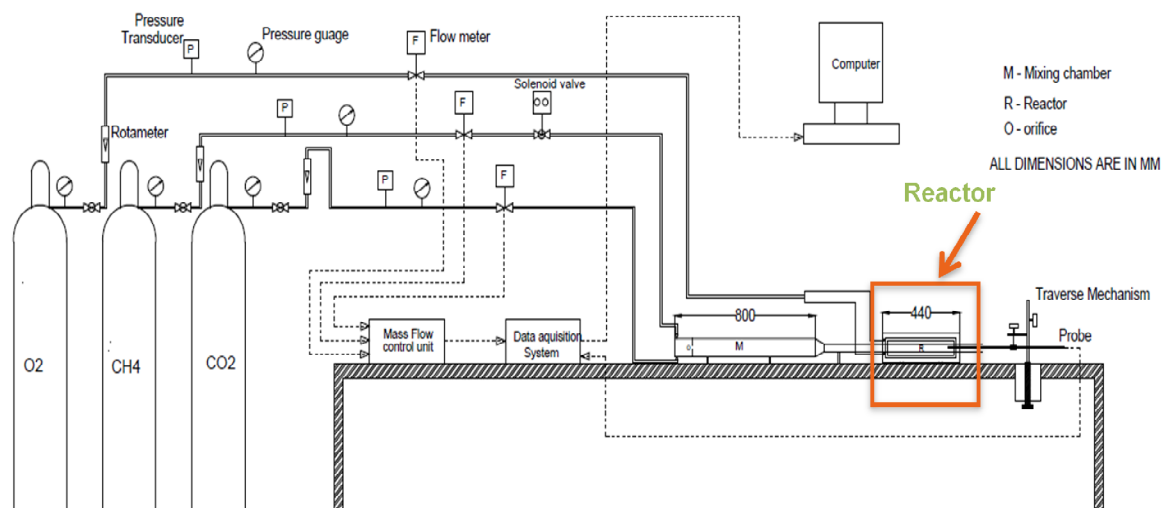 Pressure
Transducer
P
Pressure guage
F
Flow meter
Computer
M - Mixing chamber
R - Reactor
O - orifice
ALL DIMENSIONS ARE IN MM
Solenoid valve
P
F
Rotameter
P
F
Reactor
Traverse Mechanism
800
440
M
R
Probe
Mass Flow
control unit
Data aquisition
System
O2
CH4
CO2